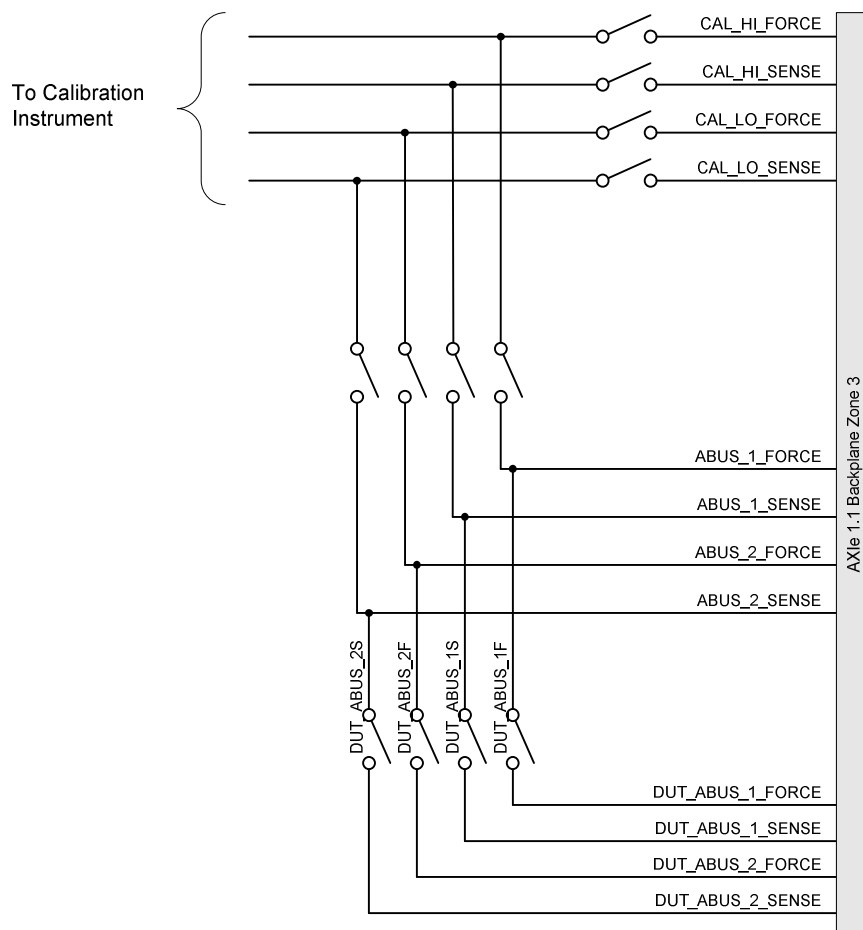 To Calibration
Instrument
CAL_HI_FORCE
CAL_HI_SENSE
CAL_LO_FORCE
CAL_LO_SENSE
AXIe 1.1 Backplane Zone 3
ABUS_1_FORCE
ABUS_1_SENSE
ABUS_2_FORCE
ABUS_2_SENSE
DUT_ABUS_2S
DUT_ABUS_2F
DUT_ABUS_1S
DUT_ABUS_1F
DUT_ABUS_1_FORCE
DUT_ABUS_1_SENSE
DUT_ABUS_2_FORCE
DUT_ABUS_2_SENSE